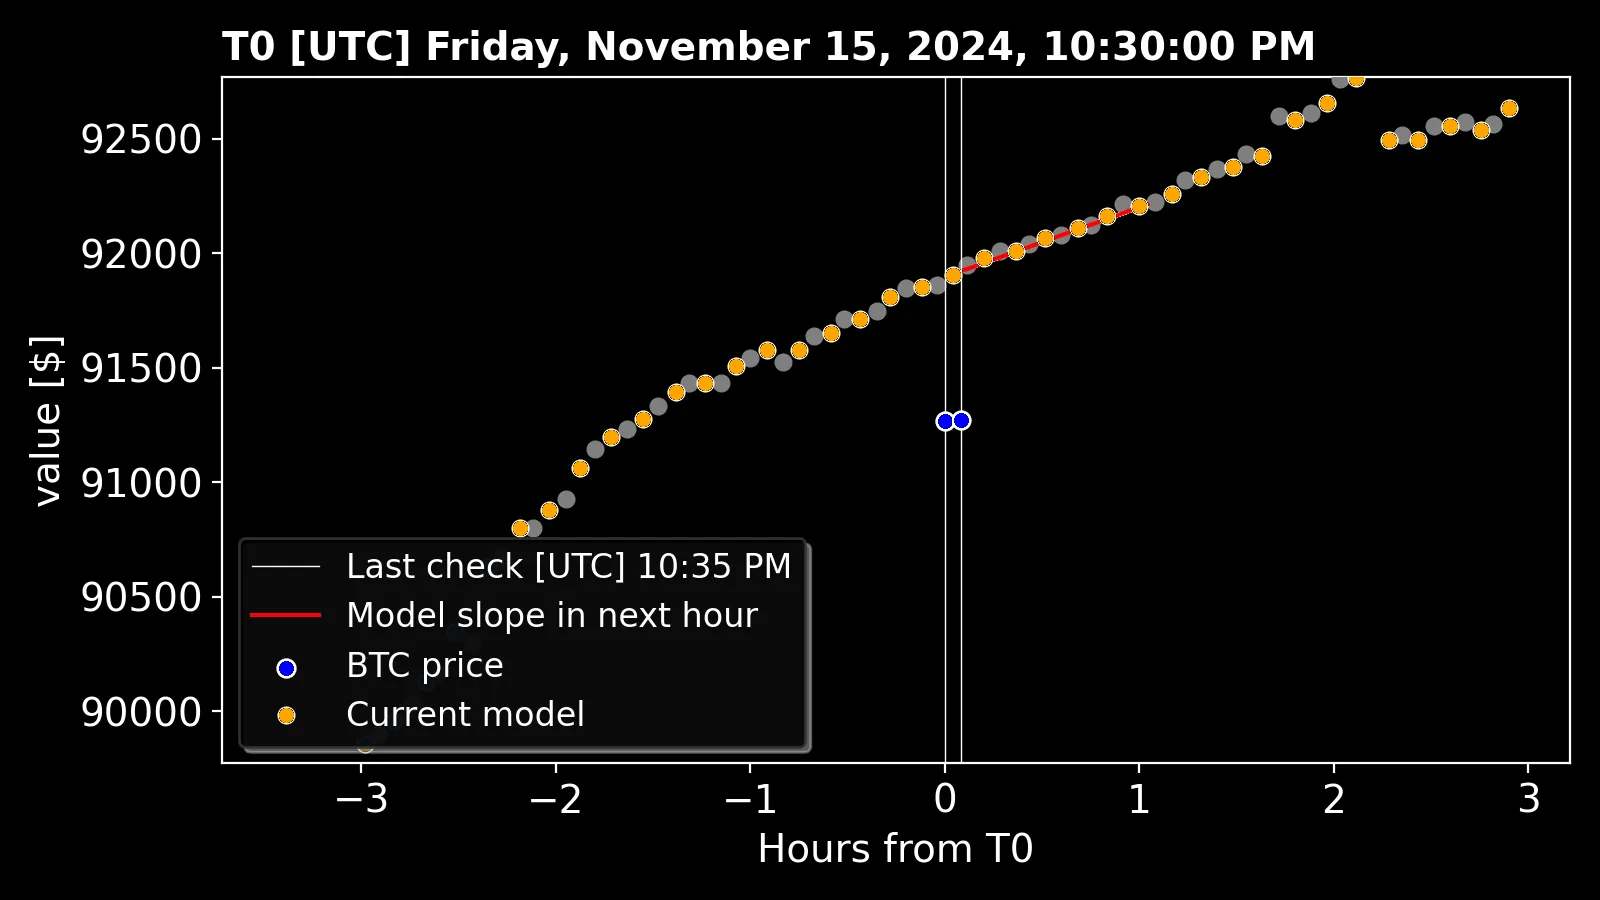 T0 [UTC] Friday, November 15, 2024, 10:30:00 PM
value [$]
92500
92000
91500
91000
90500
90000
Last check [UTC] 10:35 PM
Model slope in next hour
BTC price
Current model
−3 −2 −1 0 1 2 3
Hours from T0